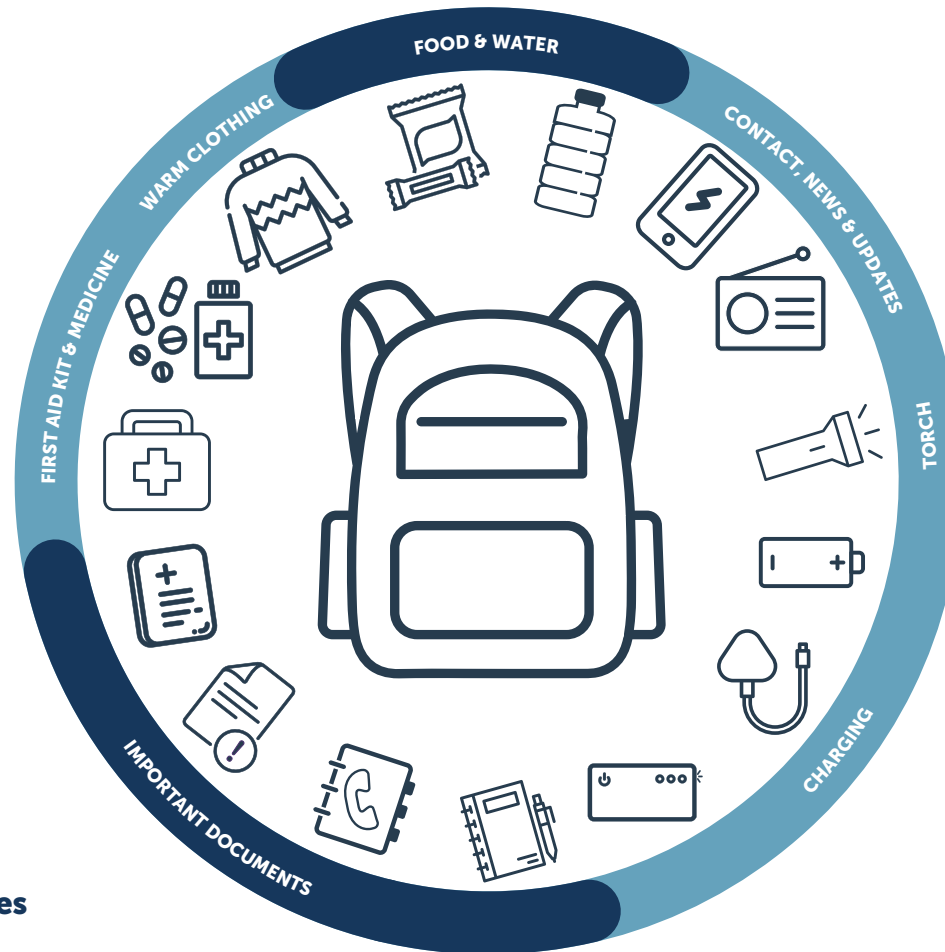 FOOD & WATER
CONTACT, NEWS & UPDATES
TORCH
CHARGING
IMPORTANT DOCUMENTS
FIRST AID KIT & MEDICINE
WARM CLOTHING
es